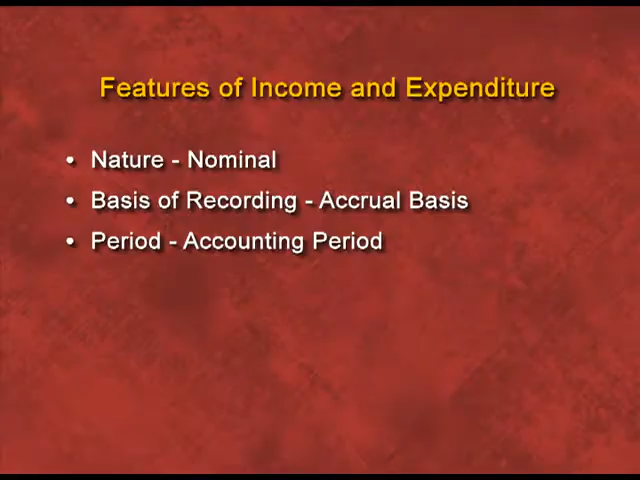 Features of Income and Expenditure
• Nature - Nominal
• Basis of Recording - Accrual Basis
• Period - Accounting Period